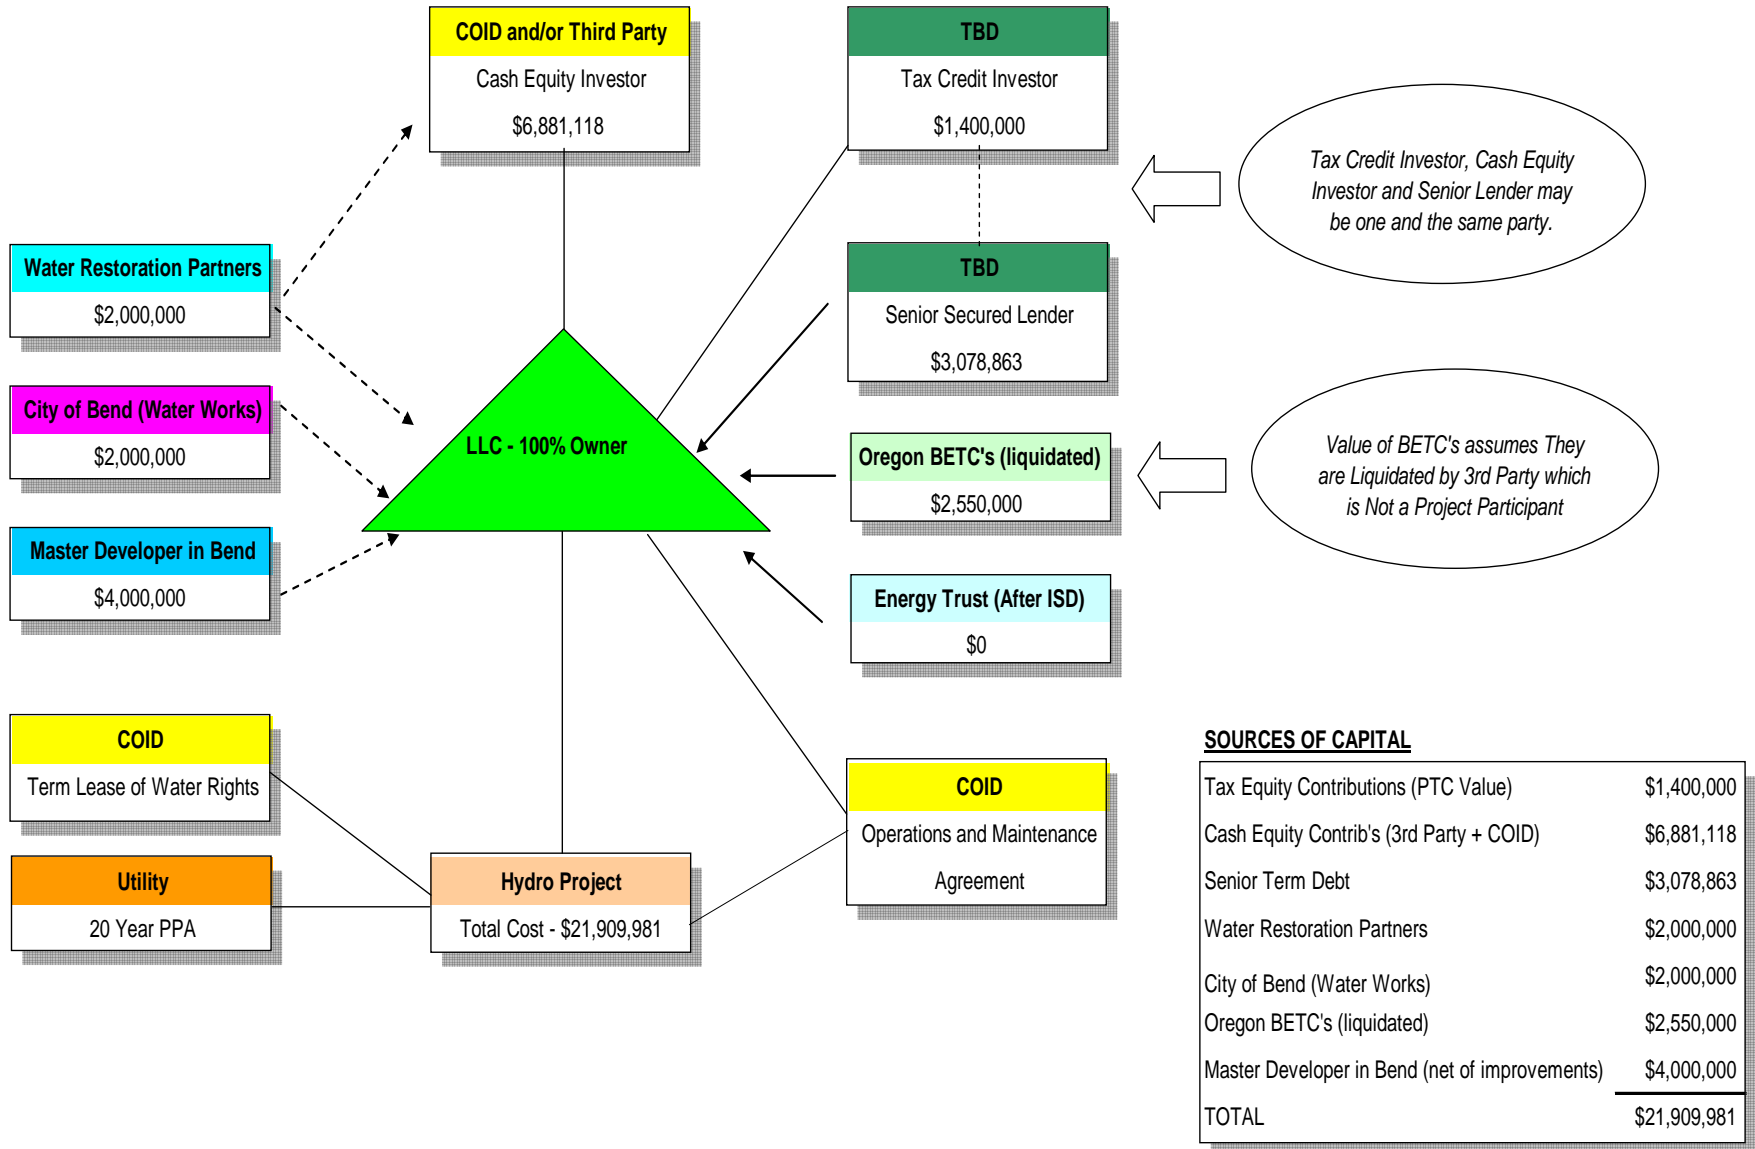 COID and/or Third Party
Cash Equity Investor
$6,881,118
TBD
Tax Credit Investor
$1,400,000
Tax Credit Investor, Cash Equity
Investor and Senior Lender may
be one and the same party.
Water Restoration Partners
$2,000,000
TBD
Senior Secured Lender
$3,078,863
City of Bend (Water Works)
$2,000,000
LLC - 100% Owner
Oregon BETC's (liquidated)
$2,550,000
Value of BETC's assumes They
are Liquidated by 3rd Party which
is Not a Project Participant
Master Developer in Bend
$4,000,000
Energy Trust (After ISD)
$0
COID
Term Lease of Water Rights
COID
Operations and Maintenance
Agreement
Utility
20 Year PPA
Hydro Project
Total Cost - $21,909,981
SOURCES OF CAPITAL
Tax Equity Contributions (PTC Value) $1,400,000
Cash Equity Contrib's (3rd Party + COID) $6,881,118
Senior Term Debt $3,078,863
Water Restoration Partners $2,000,000
City of Bend (Water Works) $2,000,000
Oregon BETC's (liquidated) $2,550,000
Master Developer in Bend (net of improvements) $4,000,000
TOTAL $21,909,981